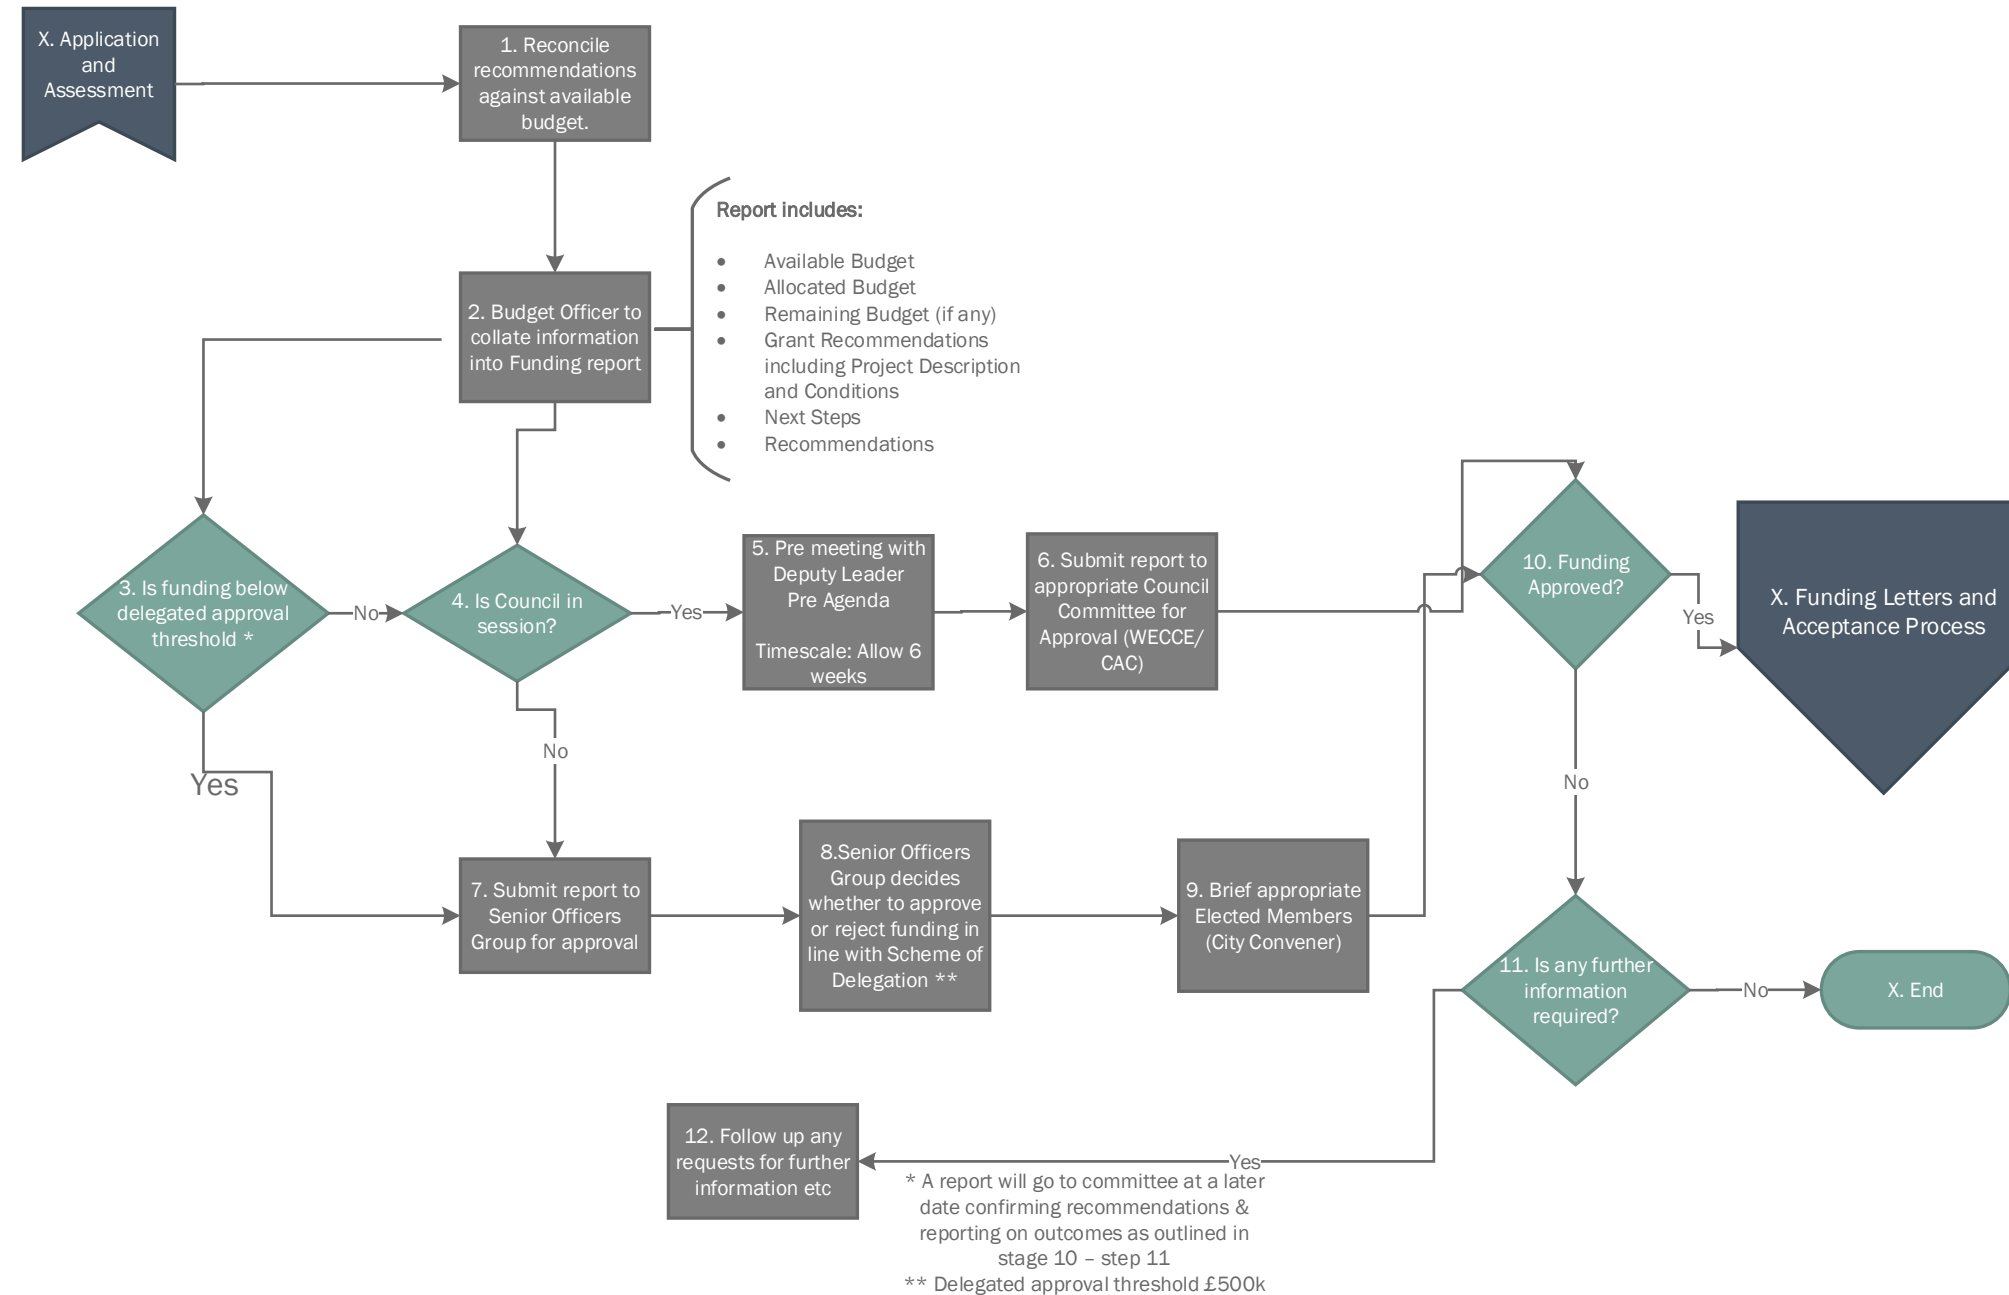 X. Application
and
Assessment
1. Reconcile
recommendations
against available
budget.
Report includes:
• Available Budget
• Allocated Budget
• Remaining Budget (if any)
• Grant Recommendations
including Project Description
and Conditions
• Next Steps
• Recommendations
2. Budget Officer to
collate information
into Funding report
3. Is funding below
delegated approval
threshold *
No
4. Is Council in
session?
Yes
5. Pre meeting with
Deputy Leader
Pre Agenda
Timescale: Allow 6
weeks
6. Submit report to
appropriate Council
Committee for
Approval (WECCE/
CAC)
10. Funding
Approved?
Yes
X. Funding Letters and
Acceptance Process
No
Yes
No
7. Submit report to
Senior Officers
Group for approval
8.Senior Officers
Group decides
whether to approve
or reject funding in
line with Scheme of
Delegation **
9. Brief appropriate
Elected Members
(City Convener)
11. Is any further
information
required?
No
X. End
Yes
12. Follow up any
requests for further
information etc
* A report will go to committee at a later
date confirming recommendations &
reporting on outcomes as outlined in
stage 10 – step 11
** Delegated approval threshold £500k